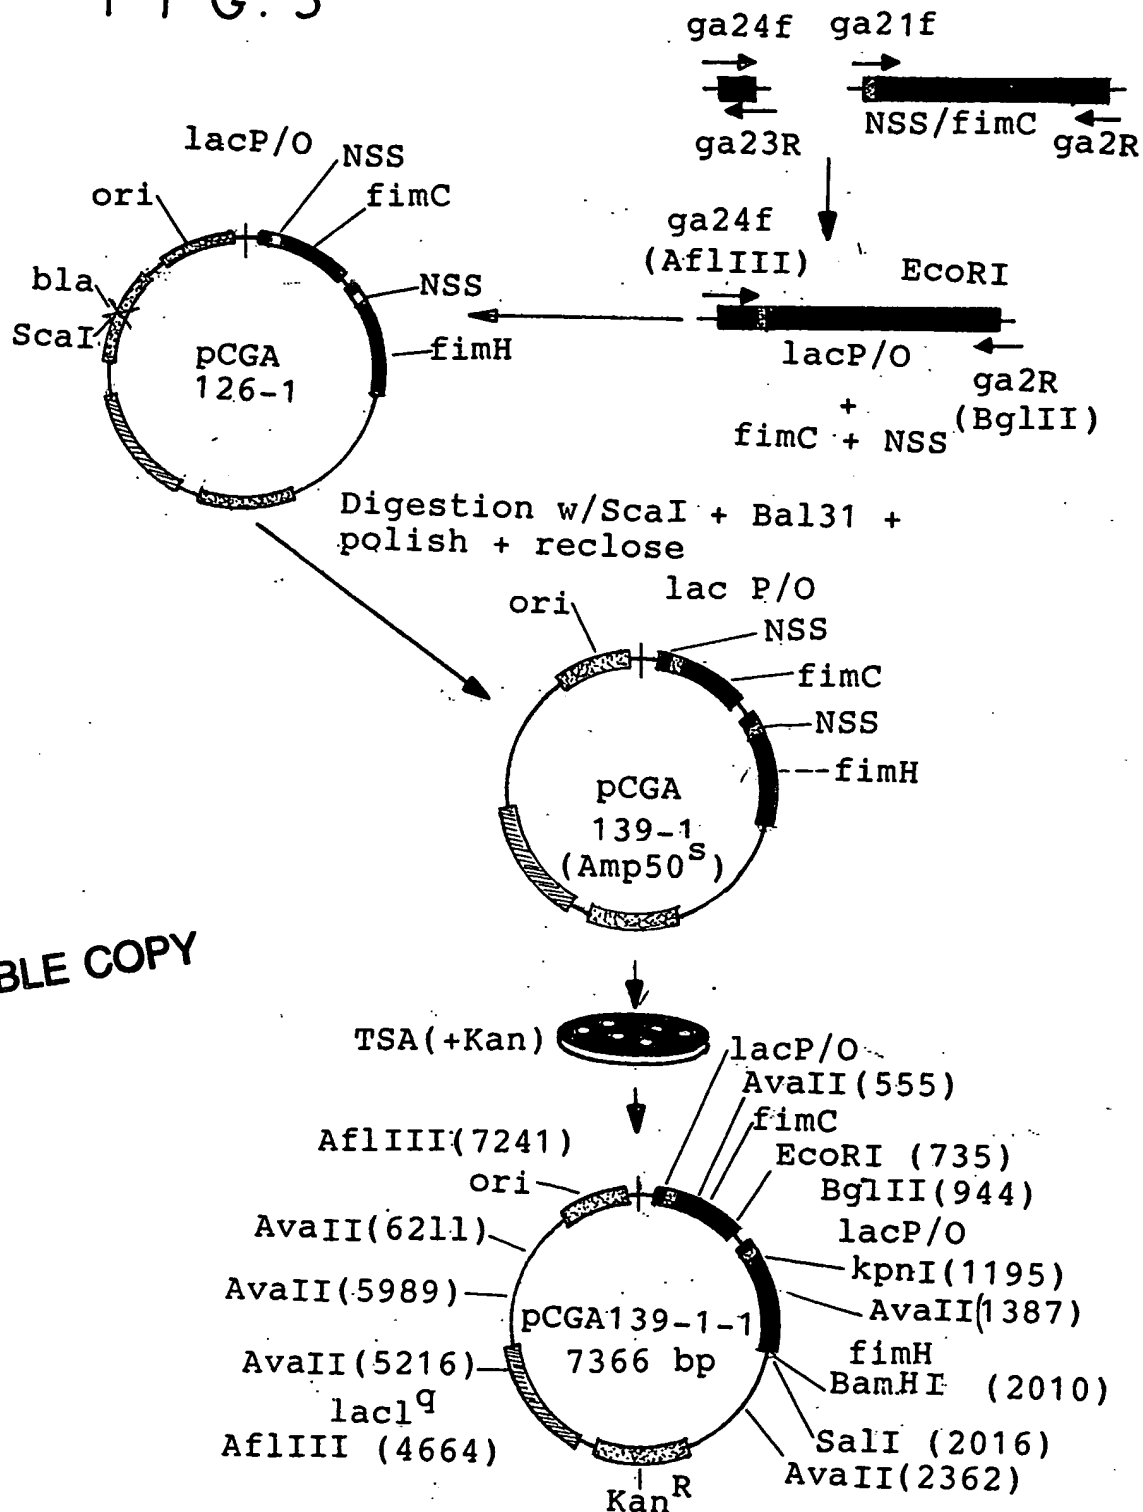 FIG. 5
ga24f ga21f
NSS/fimC
ga23R ga2R
lacP/O NSS
ori fimC
ga24f
(AflIII) EcoRI
bla NSS
ScaI fimH
pCGA
126-1
lacP/O
+
fimC + NSS
ga2R
(BglII)
Digestion w/ScaI + Bal31 +
polish + reclose
lac P/O
ori NSS
fimC
NSS
fimH
pCGA
139-1
(Amp50s)
BLE COPY
TSA(+Kan)
lacP/O
AvaII(555)
fimC
AflIII(7241)
EcoRI (735)
ori BglII(944)
AvaII(6211) lacP/O
kpnI(1195)
AvaII(5989) AvaII(1387)
pCGA139-1-1
7366 bp
AvaII(5216) fimH
BamHI (2010)
lacIq
AflIII (4664) SalI (2016)
AvaII(2362)
KanR